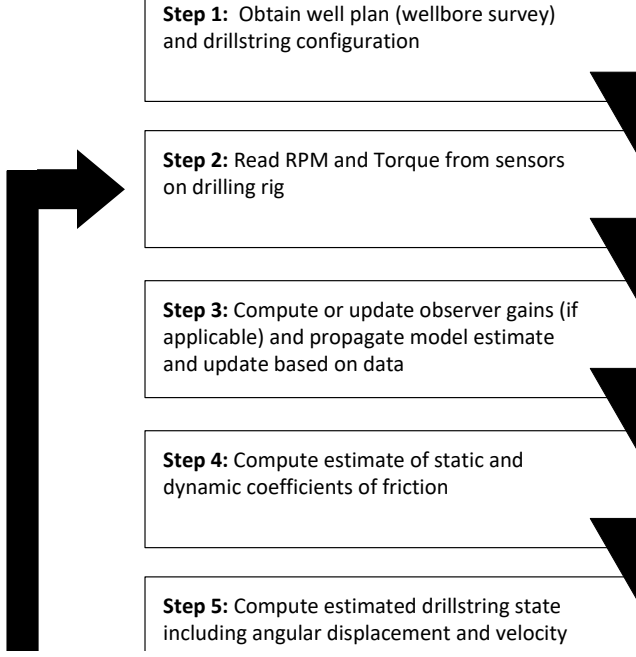 Step 1: Obtain well plan (wellbore survey)
and drillstring configuration
Step 2: Read RPM and Torque from sensors
on drilling rig
Step 3: Compute or update observer gains (if
applicable) and propagate model estimate
and update based on data
Step 4: Compute estimate of static and
dynamic coefficients of friction
Step 5: Compute estimated drillstring state
including angular displacement and velocity